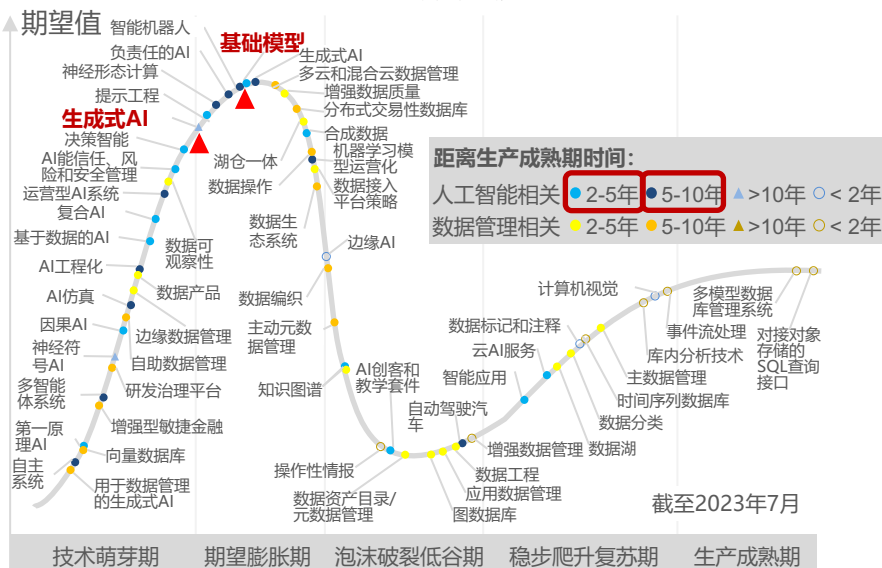 期望值
智能机器人
负责任的AI
神经形态计算
提示工程
生成式AI
决策智能
AI能信任、风
险和安全管理
运营型AI系统
复合AI
基于数据的AI
AI工程化
AI仿真
因果AI
神经符
号AI
多智能
体系统
第一原
理AI
自主
系统
基础模型
生成式AI
多云和混合云数据管理
增强数据质量
分布式交易性数据库
合成数据
机器学习模
型运营化
数据接入
平台策略
湖仓一体
数据操作
数据生
态系统
边缘AI
数据编织
主动元数
据管理
知识图谱
数据可
观察性
数据产品
边缘数据管理
自助数据管理
研发治理平台
增强型敏捷金融
向量数据库
用于数据管理
的生成式AI
距离生产成熟期时间：
人工智能相关 2-5年 5-10年 >10年 < 2年
数据管理相关 2-5年 5-10年 >10年 < 2年
AI创客和
教学套件
自动驾驶汽
车
操作性情报
数据资产目录/
元数据管理
图数据库
应用数据管理
数据工程
增强数据管理
智能应用
云AI服务
数据标记和注释
计算机视觉
数据湖
数据分类
时间序列数据库
主数据管理
库内分析技术
事件流处理
多模型数据
库管理系统
对接对象
存储的
SQL查询
接口
截至2023年7月
技术萌芽期
期望膨胀期
泡沫破裂低谷期
稳步爬升复苏期
生产成熟期